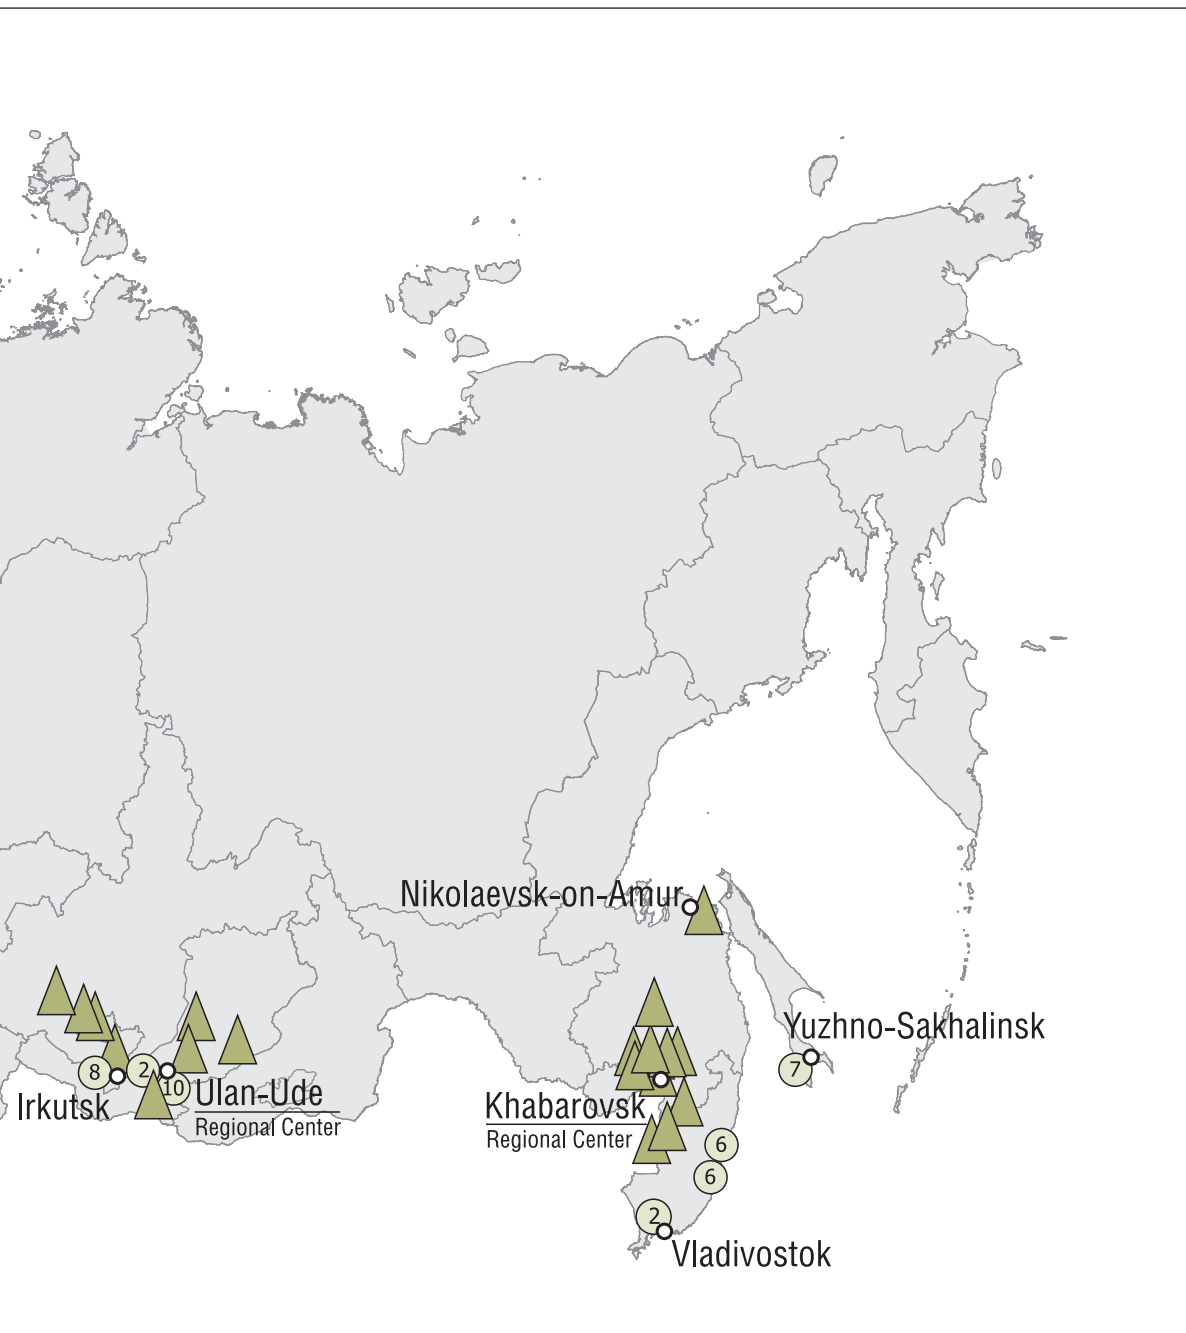 Nikolaevsk-on-Amur
Yuzhno-Sakhalinsk
7
8
2
10
Irkutsk
Ulan-Ude
Regional Center
Khabarovsk
Regional Center
6
6
2
Vladivostok